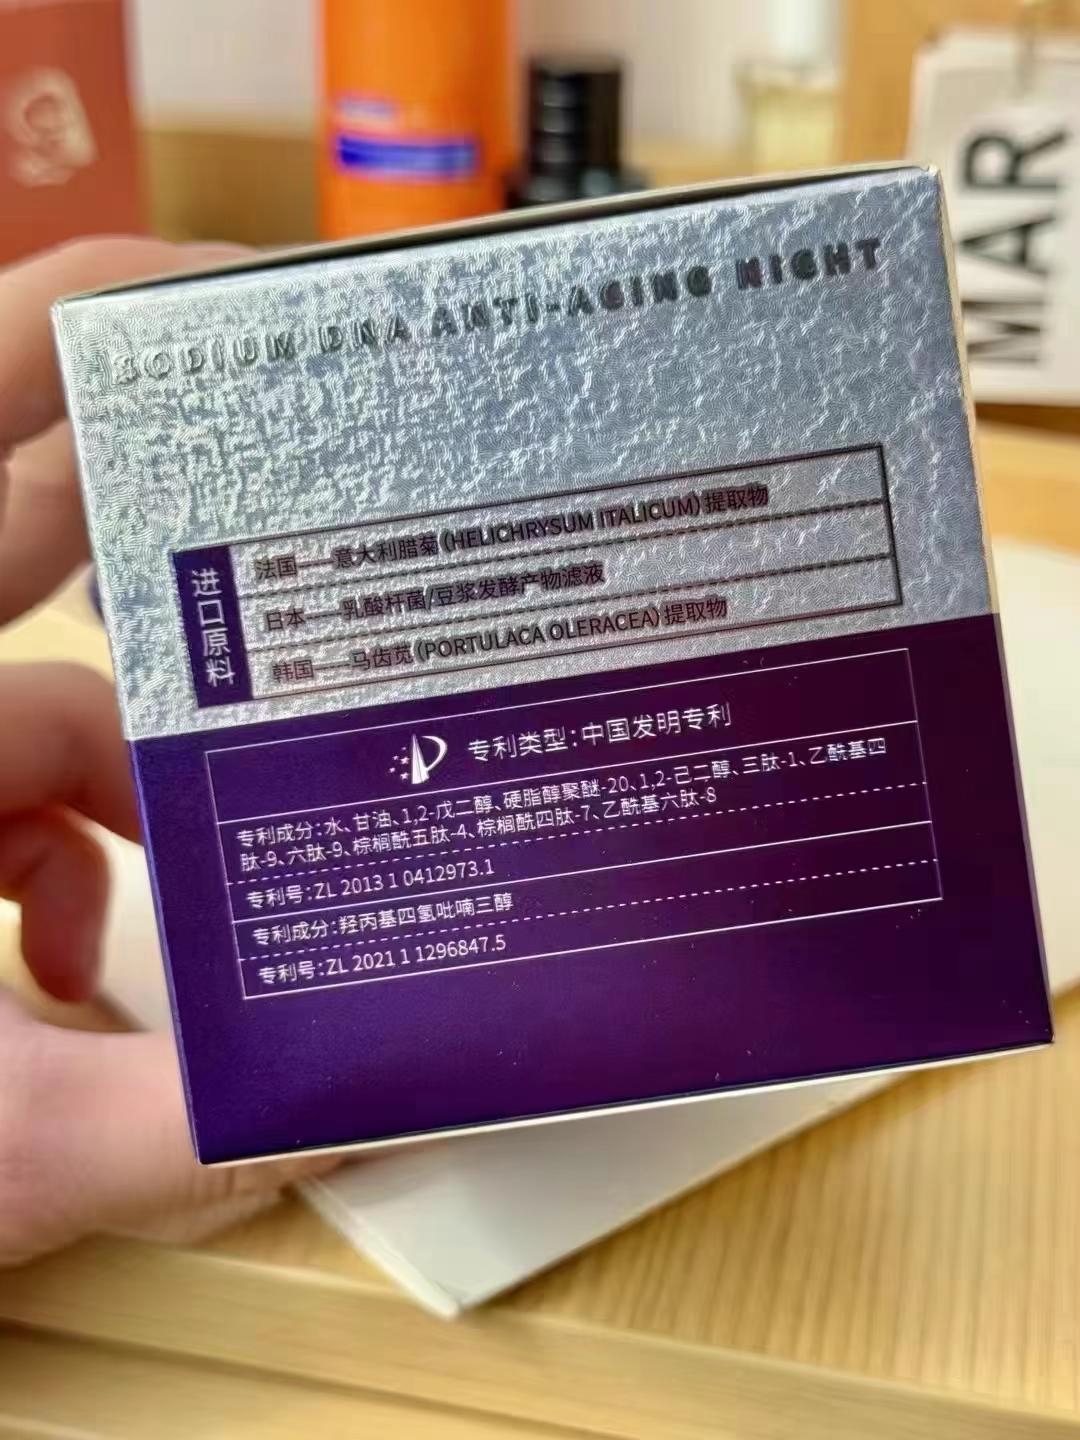 MAR
SODIUM DNA ANTI-AGING NIGHT
进口原料
法国——意大利腊菊(HELICHRYSUM ITALICUM)提取物
日本——乳酸杆菌/豆浆发酵产物滤液
韩国——马齿苋(PORTULACA OLERACEA)提取物
专利类型:中国发明专利
专利成分:水、甘油、1,2-戊二醇、硬脂醇聚醚-20、1,2-己二醇、三肽-1、乙酰基四
肽-9、六肽-9、棕榈酰五肽-4、棕榈酰四肽-7、乙酰基六肽-8
专利号:ZL 2013 1 0412973.1
专利成分:羟丙基四氢吡喃三醇
专利号:ZL 2021 1 1296847.5